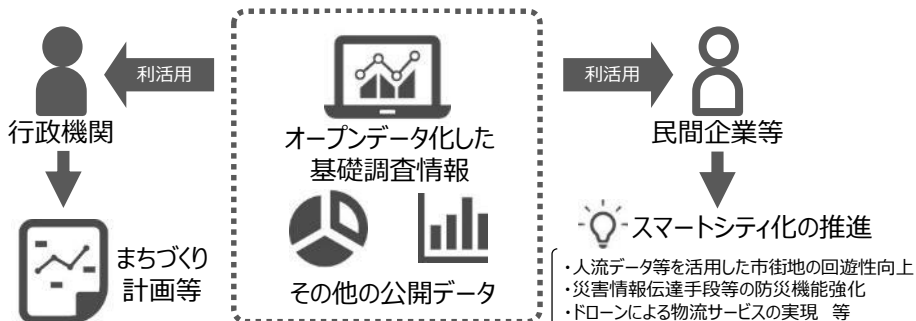 利活用
利活用
行政機関
オープンデータ化した
基礎調査情報
民間企業等
まちづくり
計画等
その他の公開データ
スマートシティ化の推進
・人流データ等を活用した市街地の回遊性向上
・災害情報伝達手段等の防災機能強化
・ドローンによる物流サービスの実現　等